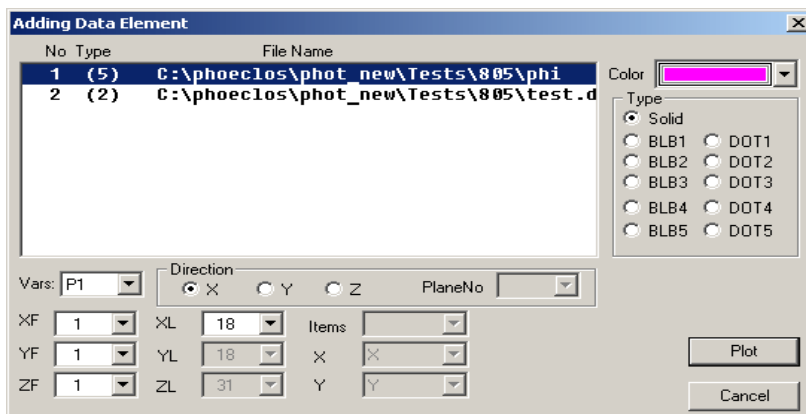 Adding Data Element
No Type File Name
1 (5) C:\phoeclos\phot_new\Tests\805\phi
2 (2) C:\phoeclos\phot_new\Tests\805\test.d
Color
Type
Solid
BLB1 DOT1
BLB2 DOT2
BLB3 DOT3
BLB4 DOT4
BLB5 DOT5
Vars: P1
Direction
X Y Z PlaneNo
XF 1 XL 18 Items
YF 1 YL 18 X X
ZF 1 ZL 31 Y Y
Plot
Cancel